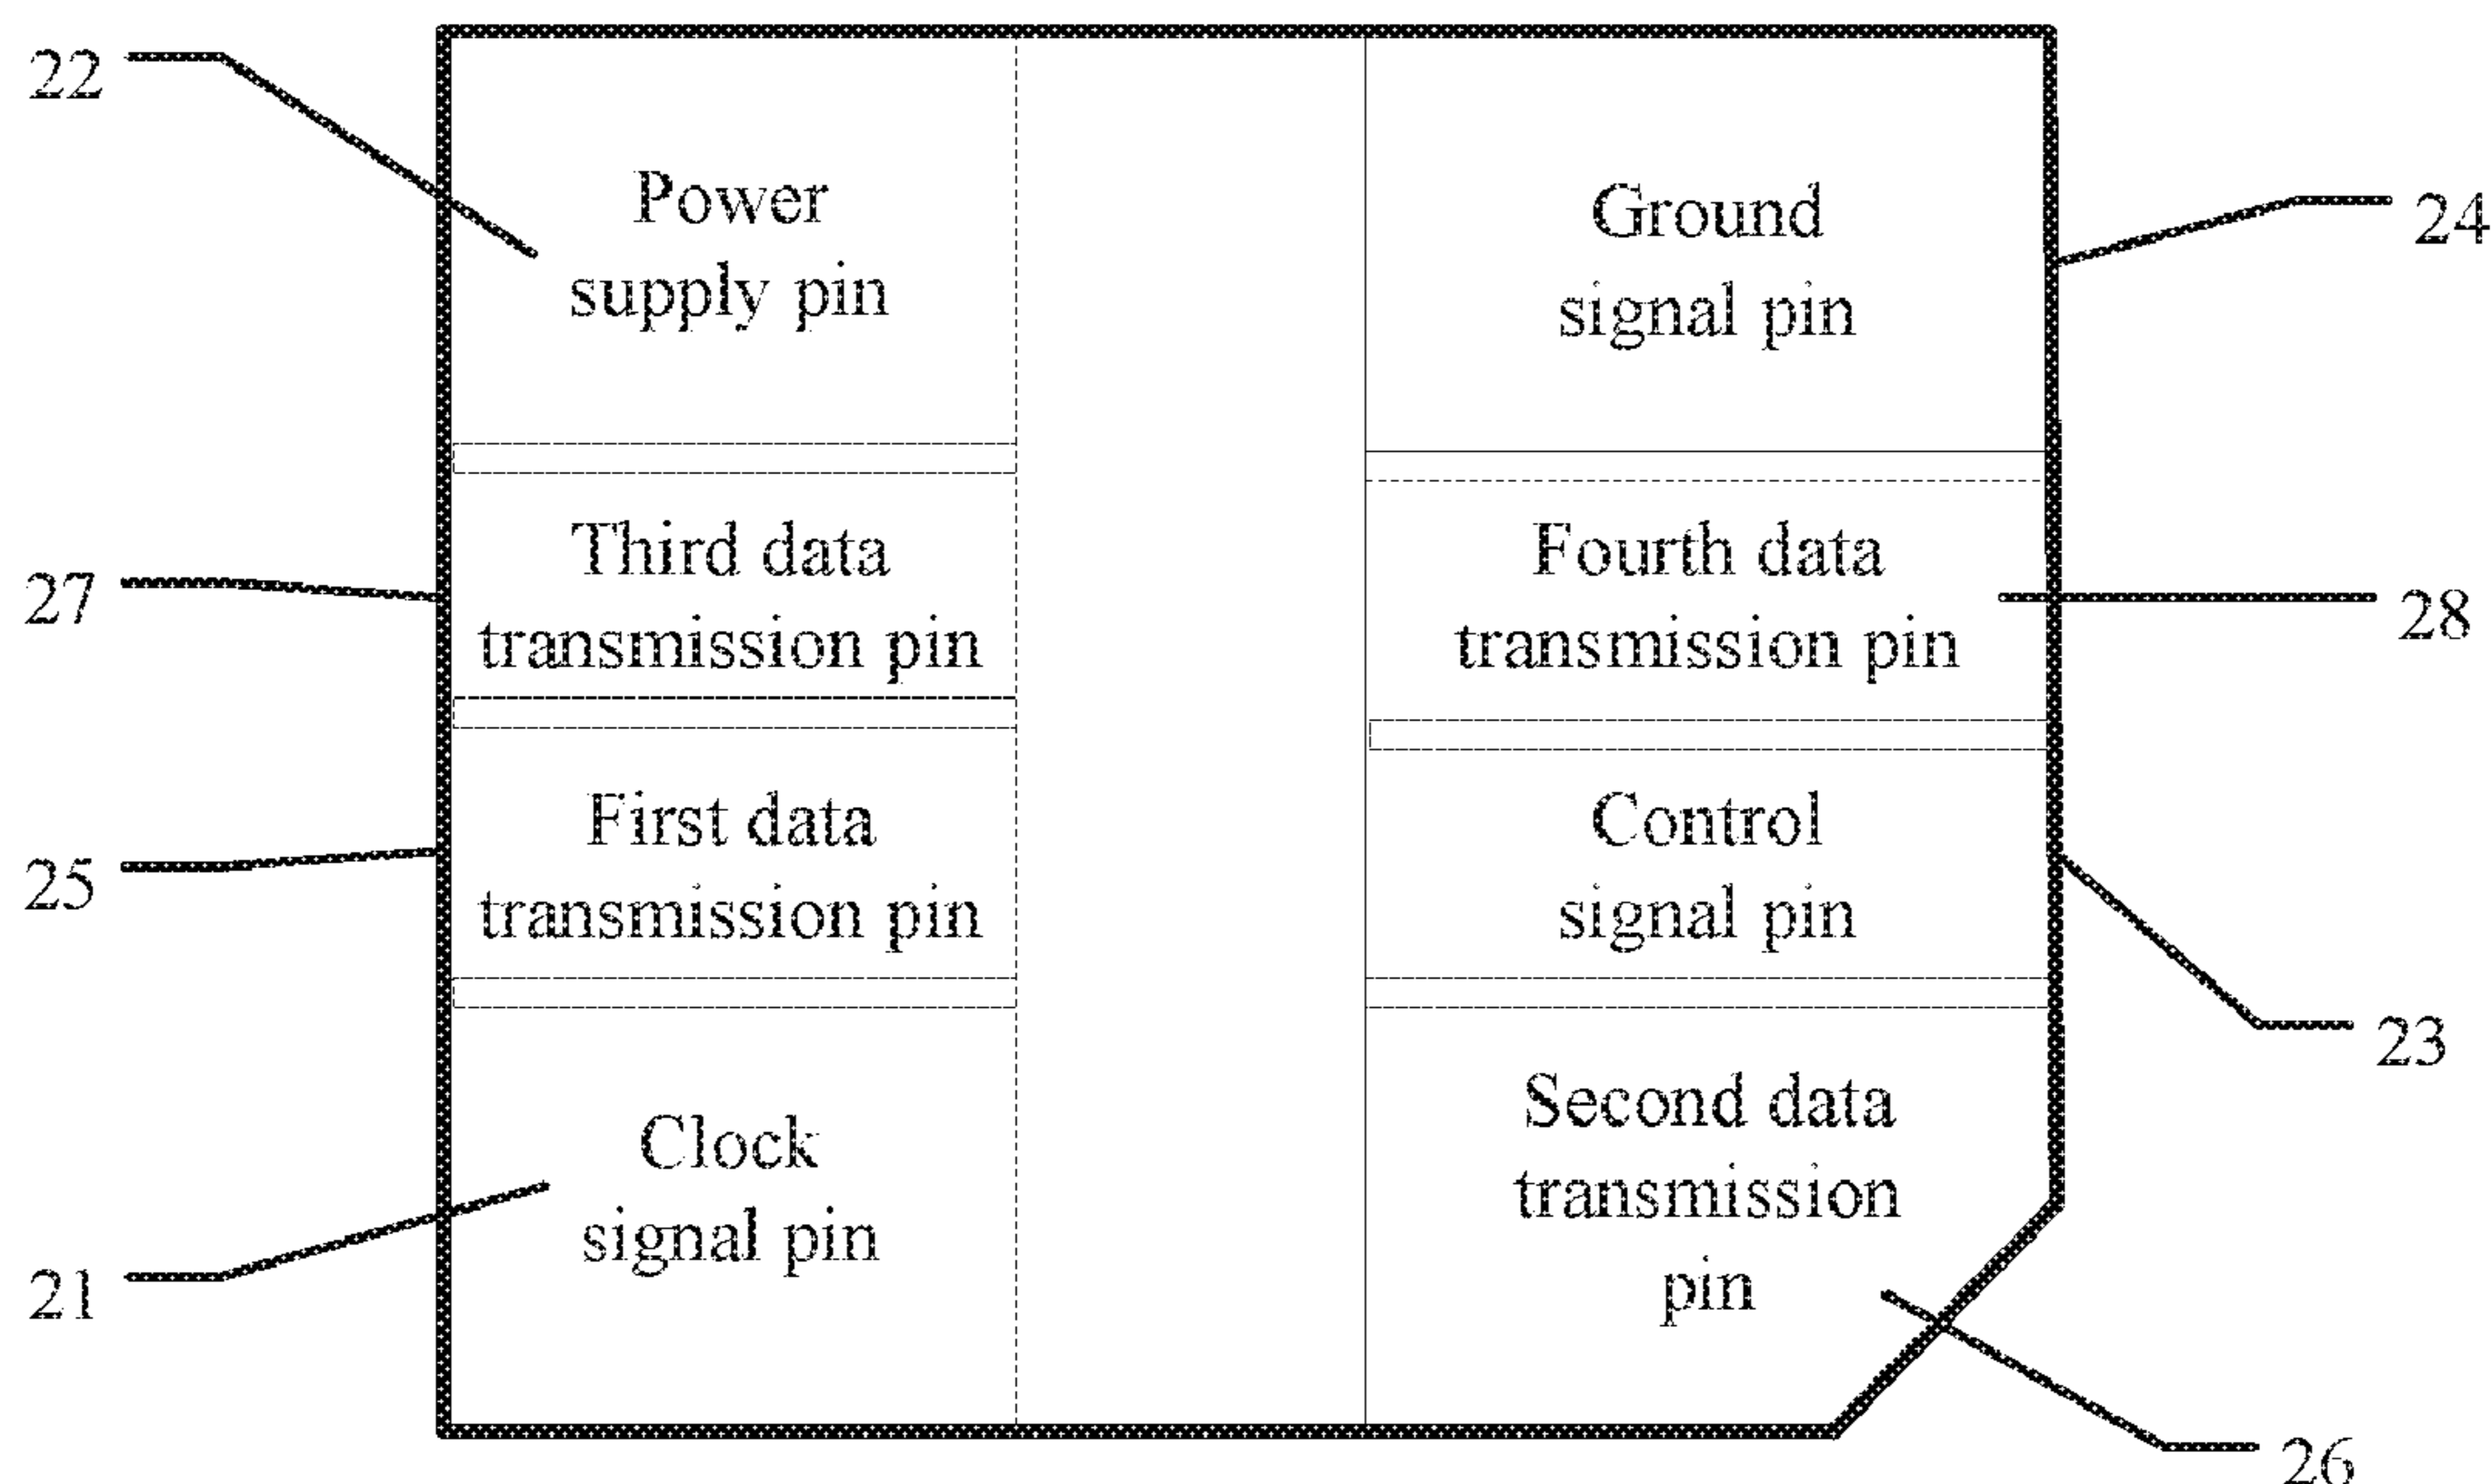 22
Power
supply pin
Ground
signal pin
24
27
Third data
transmission pin
Fourth data
transmission pin
28
25
First data
transmission pin
Control
signal pin
23
21
Clock
signal pin
Second data
transmission
pin
26